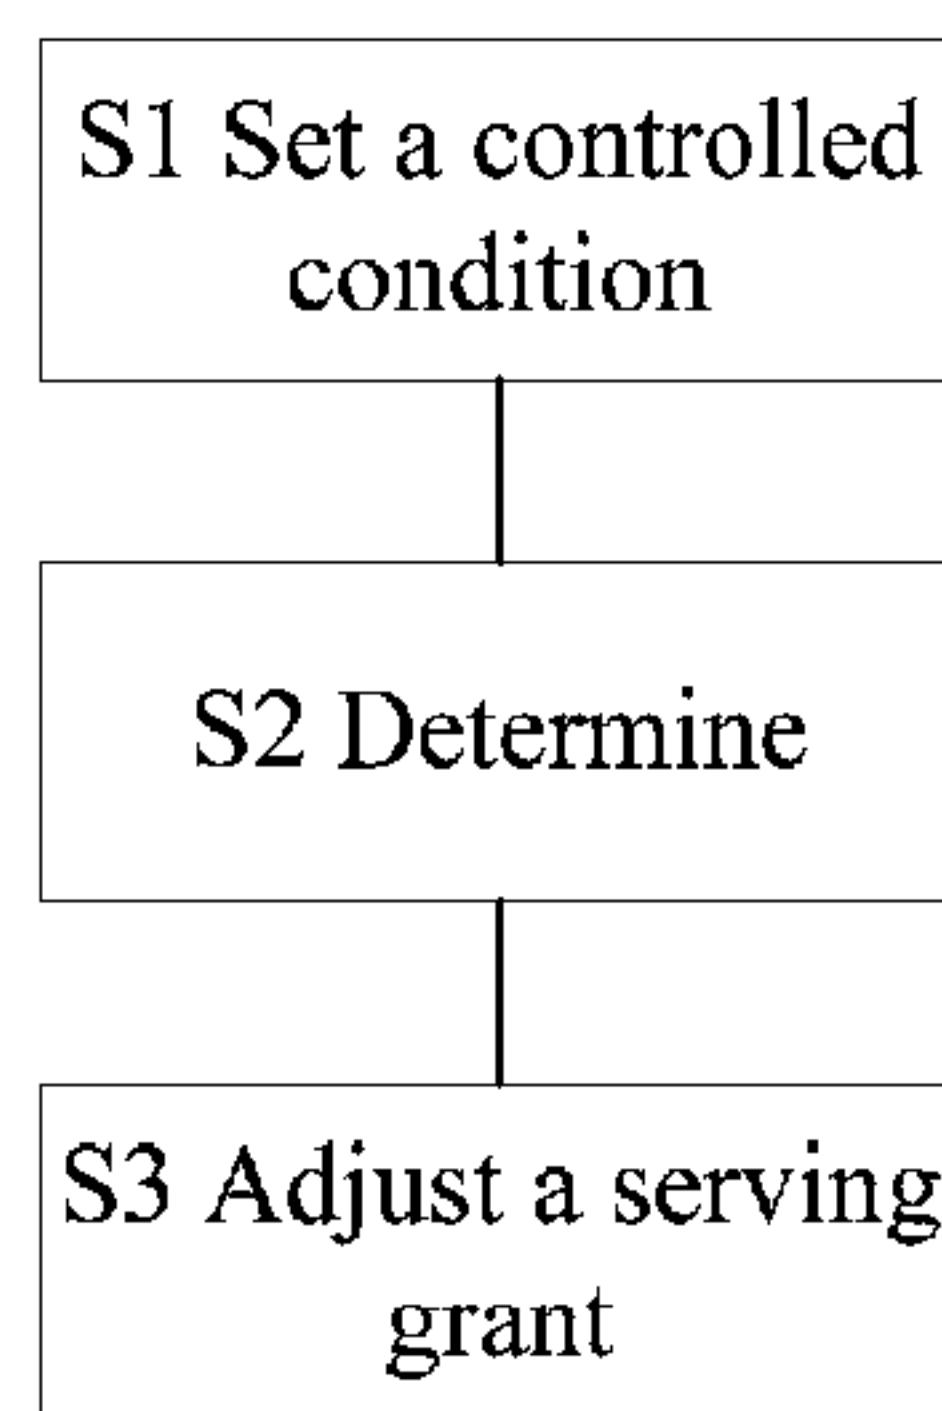 S1 Set a controlled
condition
S2 Determine
S3 Adjust a serving
grant